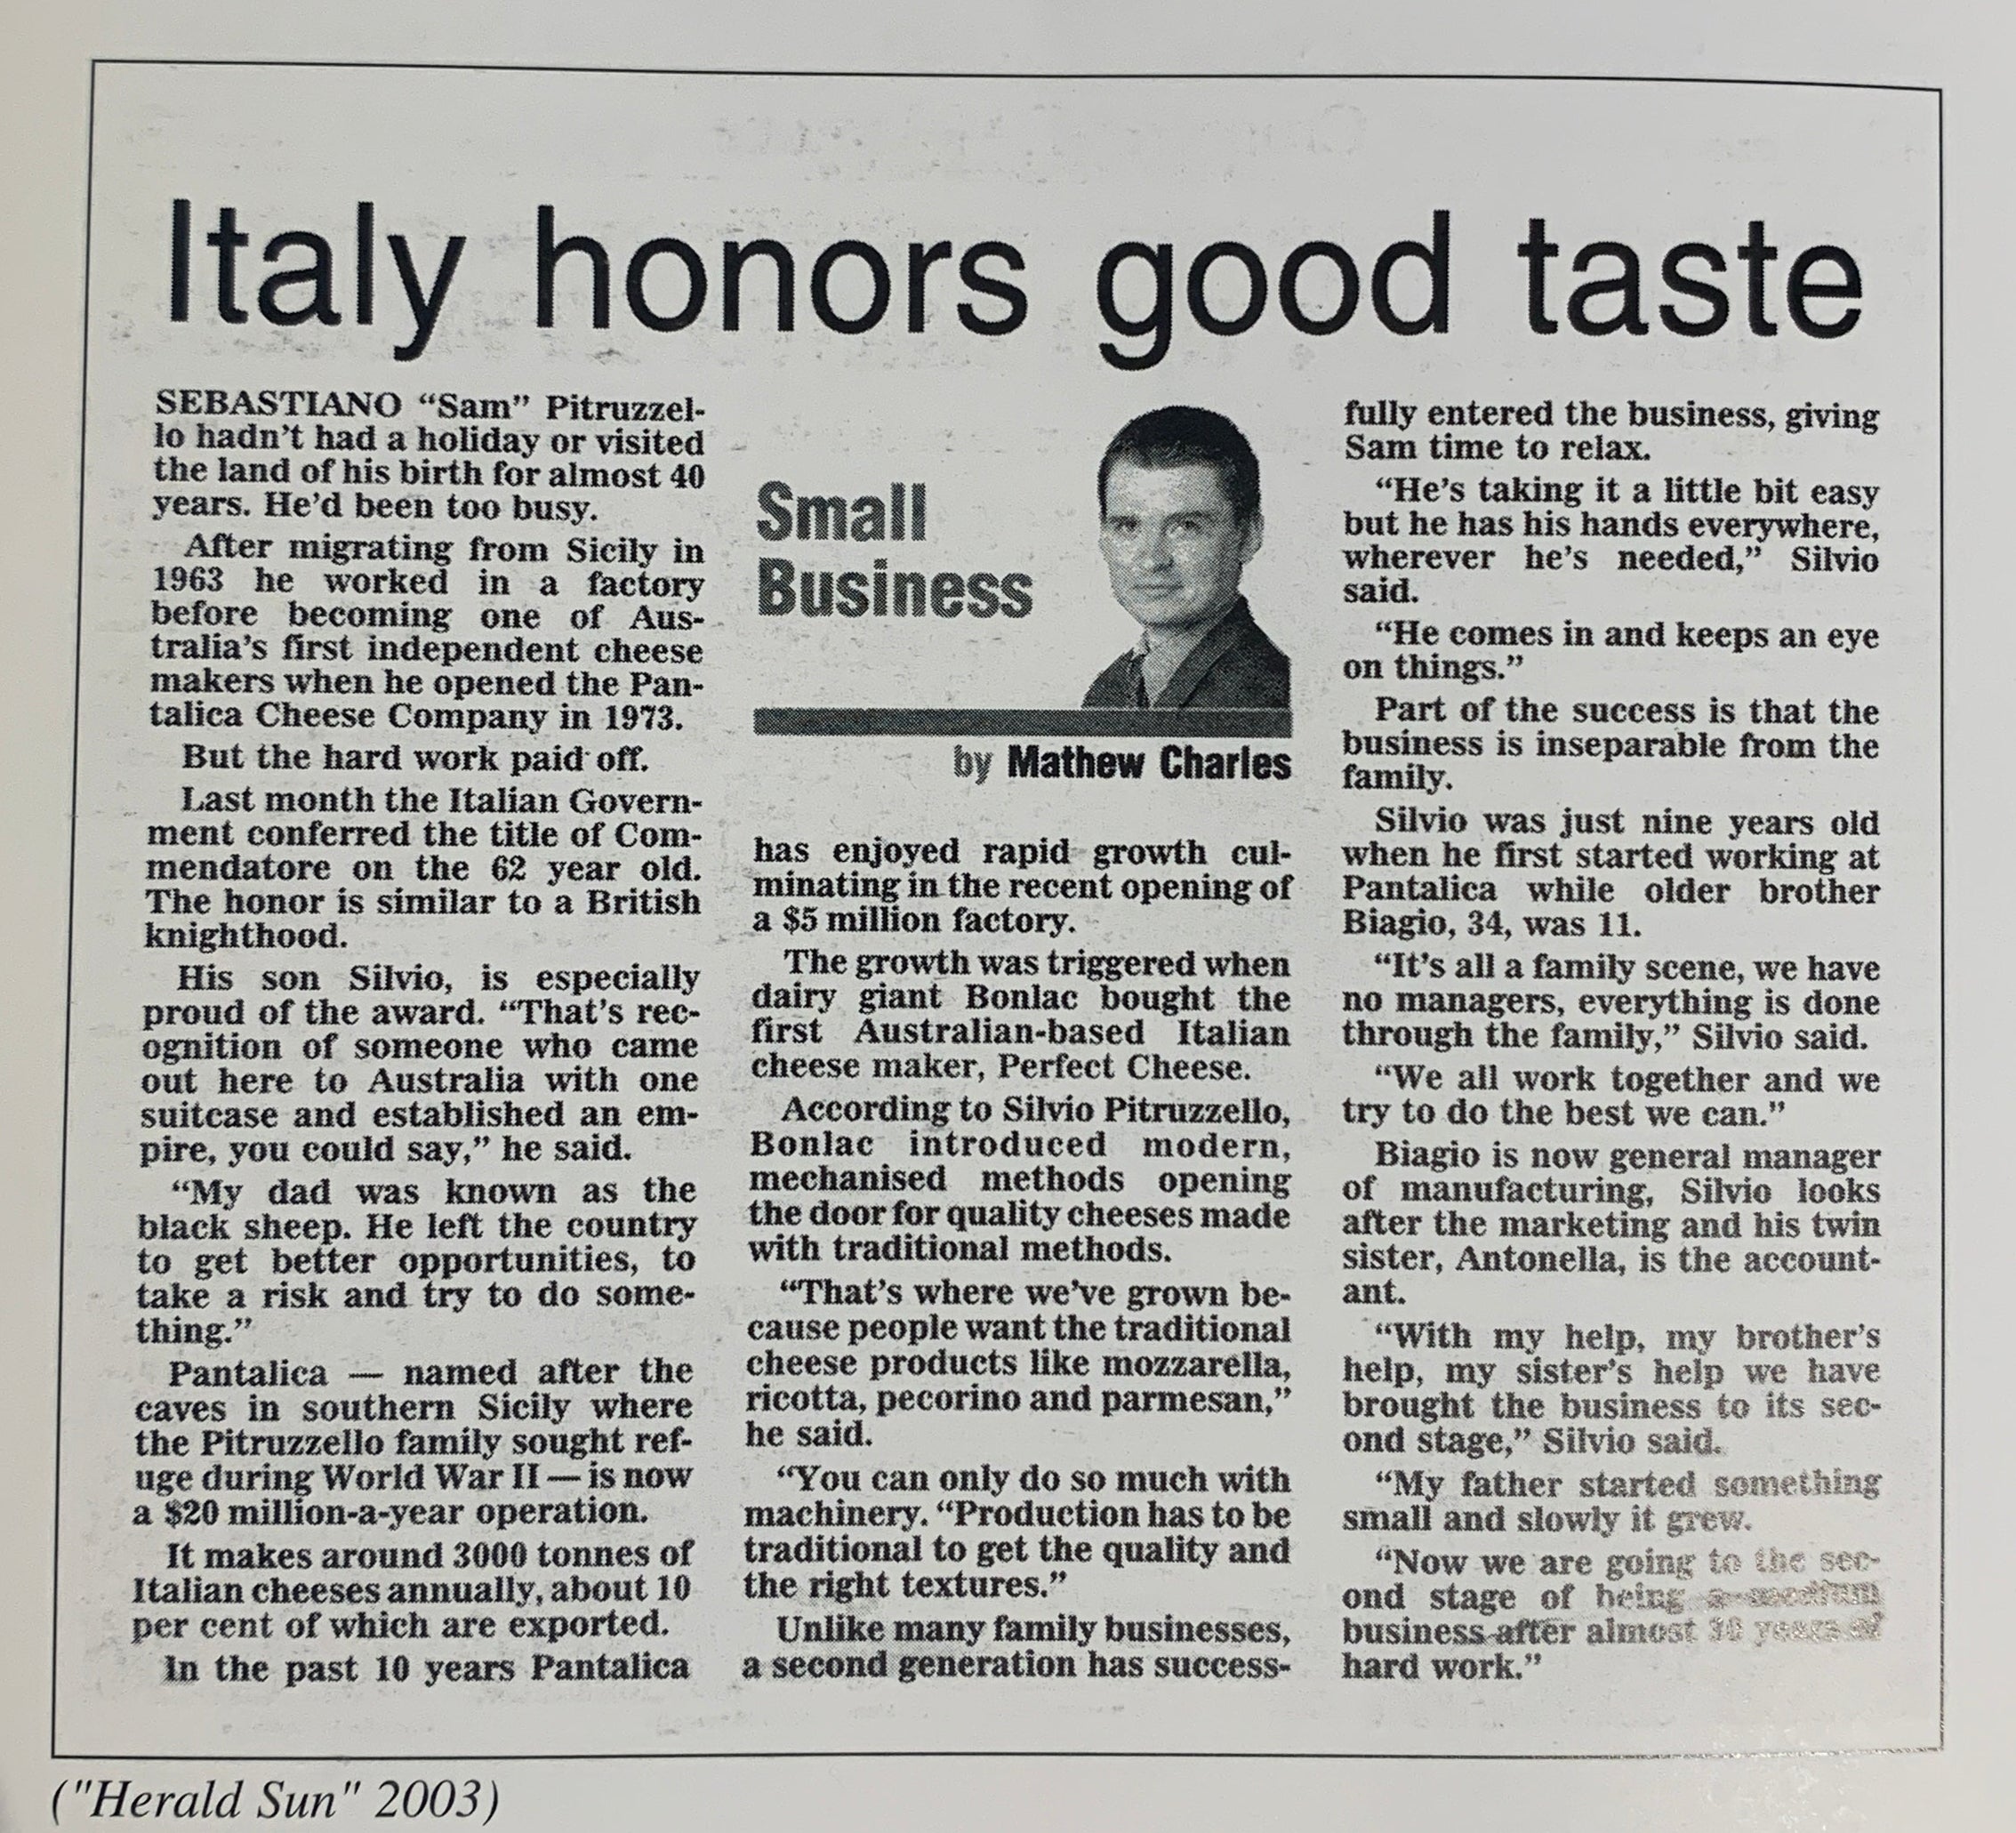 Italy honors good taste
SEBASTIANO “Sam” Pitruzzel-
lo hadn't had a holiday or visited
the land of his birth for almost 40
years. He'd been too busy.
After migrating from Sicily in
1963 he worked in a factory
before becoming one of Aus-
tralia's first independent cheese
makers when he opened the Pan-
talica Cheese Company in 1973.
But the hard work paid off.
Last month the Italian Govern-
ment conferred the title of Com-
mendatore on the 62 year old.
The honor is similar to a British
knighthood.
His son Silvio, is especially
proud of the award. “That's rec-
ognition of someone who came
out here to Australia with one
suitcase and established an em-
pire, you could say,” he said.
“My dad was known as the
black sheep. He left the country
to get better opportunities, to
take a risk and try to do some-
thing.”
Pantalica — named after the
caves in southern Sicily where
the Pitruzzello family sought ref-
uge during World War II — is now
a $20 million-a-year operation.
It makes around 3000 tonnes of
Italian cheeses annually, about 10
per cent of which are exported.
In the past 10 years Pantalica
Small
Business
by Mathew Charles
has enjoyed rapid growth cul-
minating in the recent opening of
a $5 million factory.
The growth was triggered when
dairy giant Bonlac bought the
first Australian-based Italian
cheese maker, Perfect Cheese.
According to Silvio Pitruzzello,
Bonlac introduced modern,
mechanised methods opening
the door for quality cheeses made
with traditional methods.
“That's where we've grown be-
cause people want the traditional
cheese products like mozzarella,
ricotta, pecorino and parmesan,”
he said.
“You can only do so much with
machinery. “Production has to be
traditional to get the quality and
the right textures.”
Unlike many family businesses,
a second generation has success-
fully entered the business, giving
Sam time to relax.
“He's taking it a little bit easy
but he has his hands everywhere,
wherever he's needed,” Silvio
said.
“He comes in and keeps an eye
on things.”
Part of the success is that the
business is inseparable from the
family.
Silvio was just nine years old
when he first started working at
Pantalica while older brother
Biagio, 34, was 11.
“It's all a family scene, we have
no managers, everything is done
through the family,” Silvio said.
“We all work together and we
try to do the best we can.”
Biagio is now general manager
of manufacturing, Silvio looks
after the marketing and his twin
sister, Antonella, is the account-
ant.
“With my help, my brother's
help, my sister's help we have
brought the business to its sec-
ond stage,” Silvio said.
“My father started something
small and slowly it grew.
“Now we are going to the sec-
ond stage of being a medium
business after almost 30 years of
hard work.”
("Herald Sun" 2003)